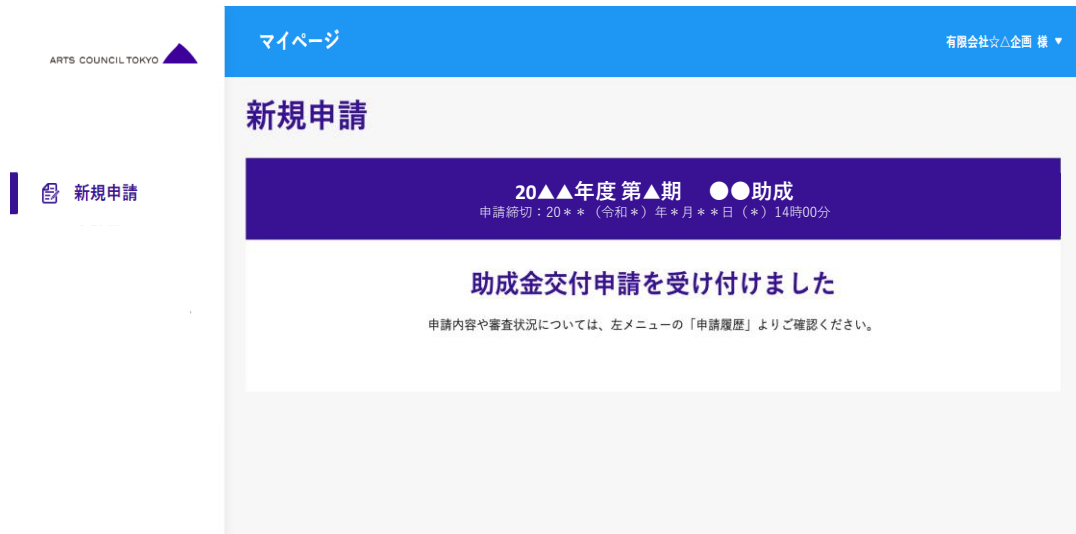 ARTS COUNCIL TOKYO
マイページ
有限会社☆△企画 様 ▼
新規申請
新規申請
20▲▲年度 第▲期　●●助成
申請締切：20＊＊（令和＊）年＊月＊＊日（＊）14時00分
助成金交付申請を受け付けました
申請内容や審査状況については、左メニューの「申請履歴」よりご確認ください。